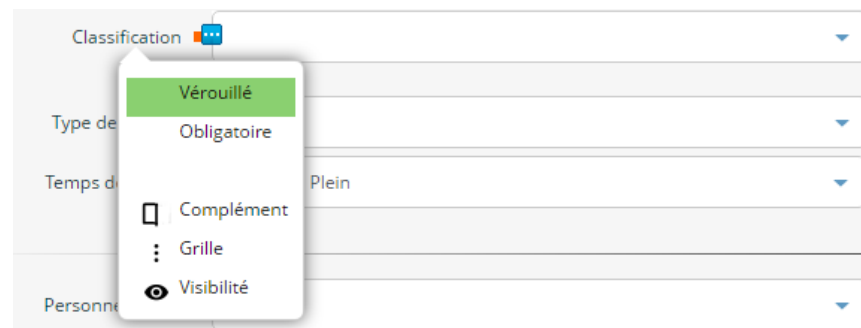 Classification
Vérouillé
Type de
Obligatoire
Temps d
Plein
Complément
Grille
Visibilité
Personne